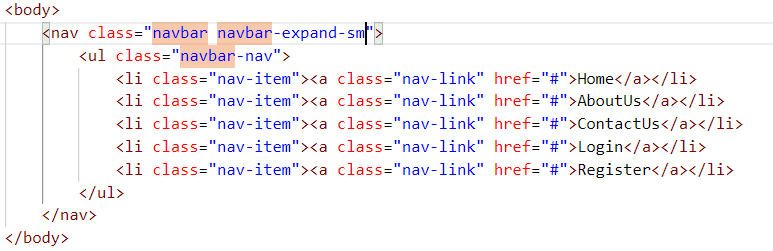 <body>
<nav class="navbar navbar-expand-sm">
<ul class="navbar-nav">
<li class="nav-item"><a class="nav-link" href="#">Home</a></li>
<li class="nav-item"><a class="nav-link" href="#">AboutUs</a></li>
<li class="nav-item"><a class="nav-link" href="#">ContactUs</a></li>
<li class="nav-item"><a class="nav-link" href="#">Login</a></li>
<li class="nav-item"><a class="nav-link" href="#">Register</a></li>
</ul>
</nav>
</body>